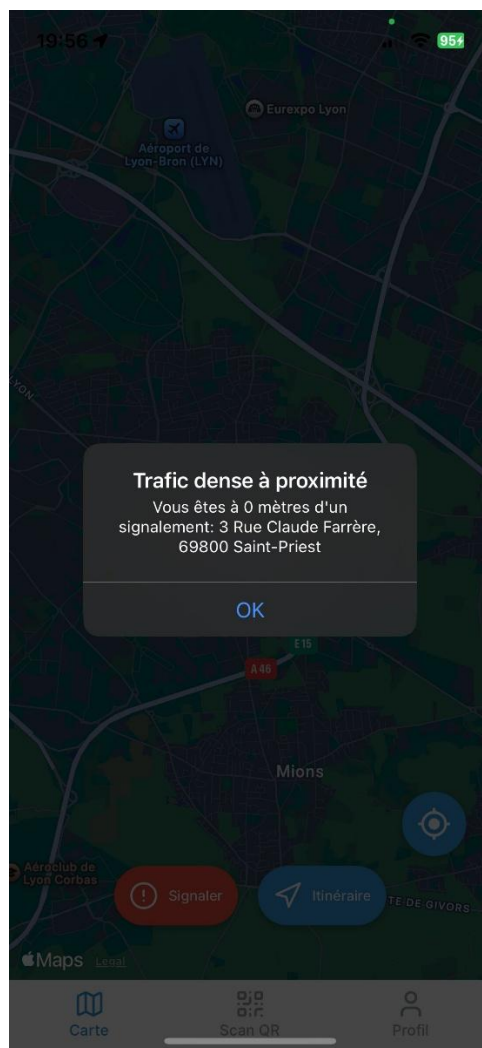 19:56
95
Eurexpo Lyon
Aéroport de
Lyon-Bron (LYN)
LYON
Trafic dense à proximité
Vous êtes à 0 mètres d'un
signalement: 3 Rue Claude Farrère,
69800 Saint-Priest
OK
E 15
A 46
Mions
Aéroclub de
Lyon Corbas
Signaler
Itinéraire
TE DE GIVORS
Maps Legal
Carte
Scan QR
Profil